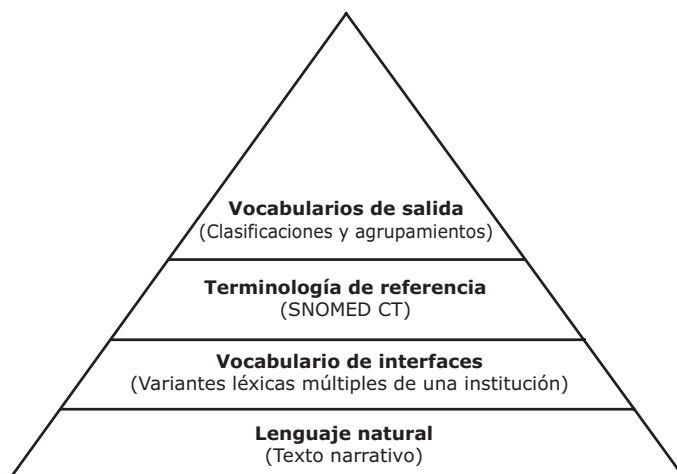 Vocabularios de salida
(Clasificaciones y agrupamientos)
Terminología de referencia
(SNOMED CT)
Vocabulario de interfaces
(Variantes léxicas múltiples de una institución)
Lenguaje natural
(Texto narrativo)